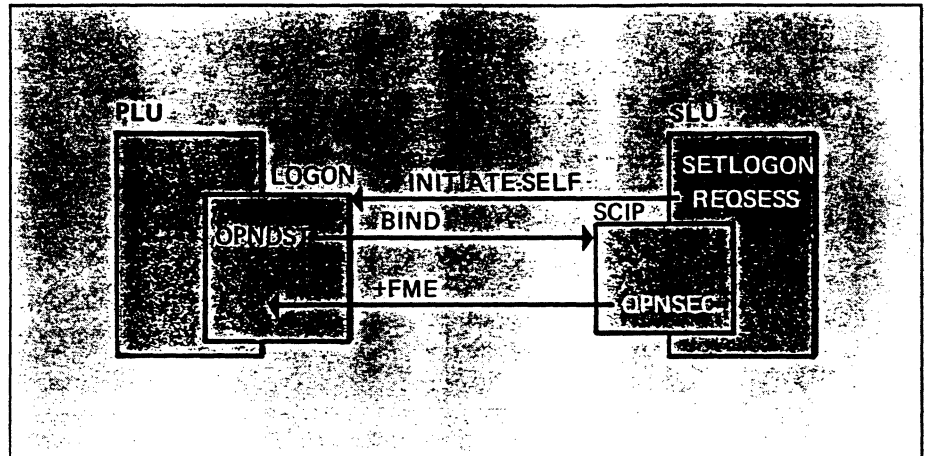 PLU
SLU
SETLOGON
LOGON
INITIATE-SELF
REQSESS
SCIP
OPNDST
BIND
+FME
OPNSEC